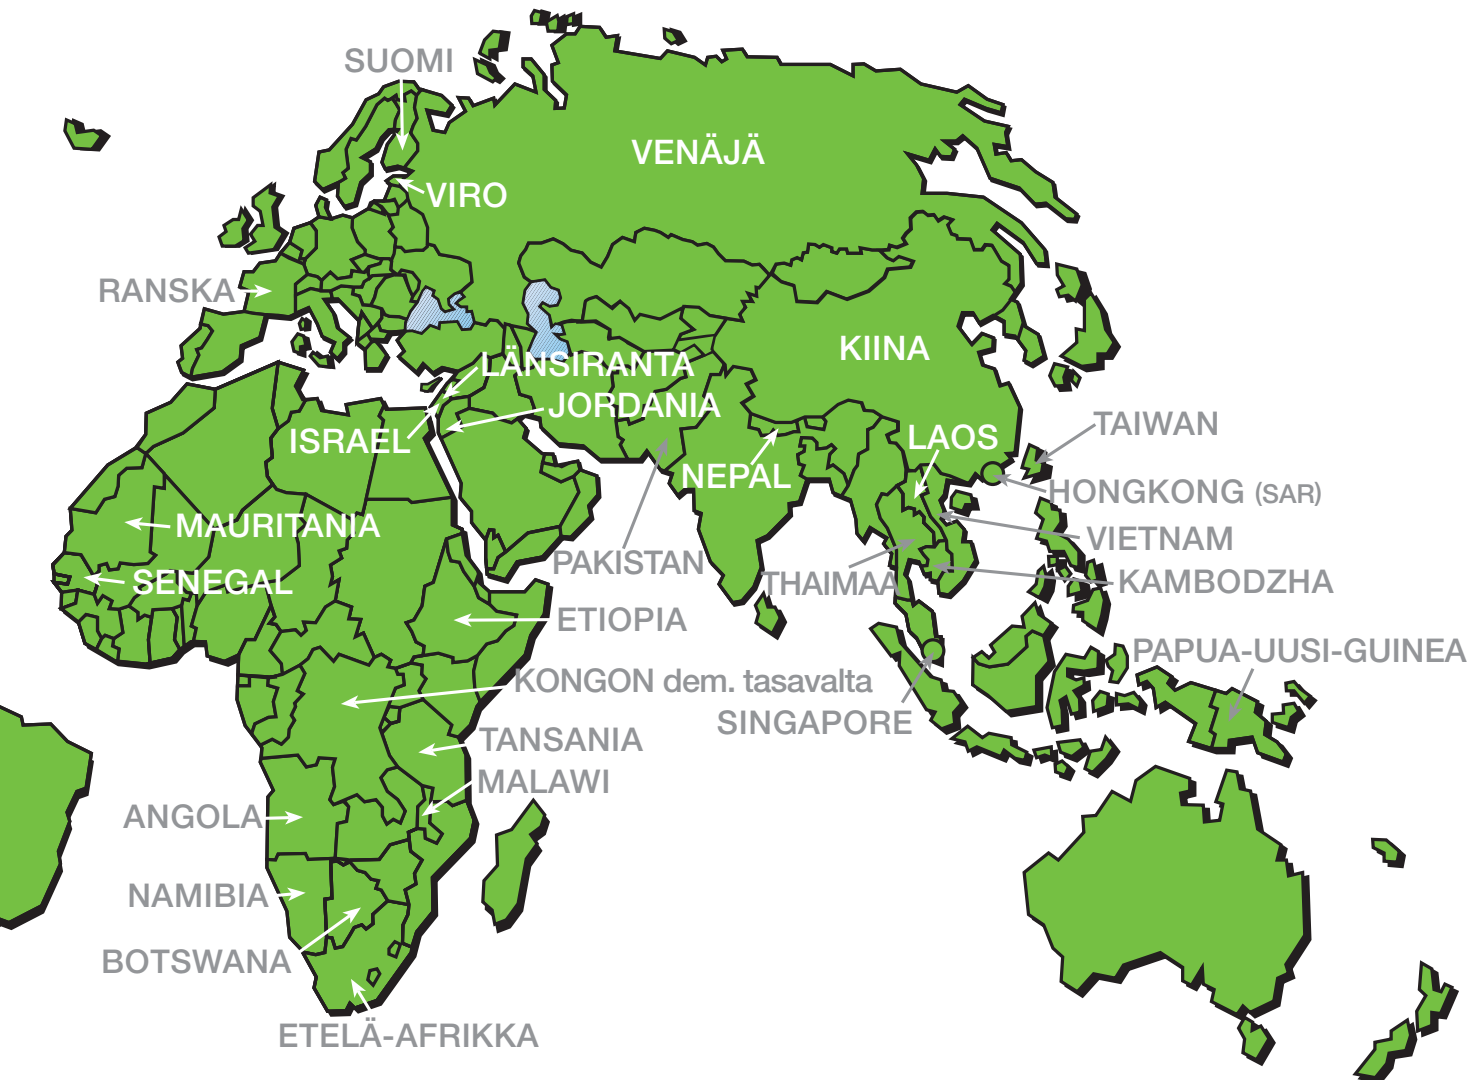 SUOMI
VENÄJÄ
VIRO
RANSKA
KIINA
LÄNSIRANTA
JORDANIA
ISRAEL
TAIWAN
LAOS
NEPAL
HONGKONG (SAR)
MAURITANIA
VIETNAM
PAKISTAN
THAIMAA
KAMBODZHA
SENEGAL
ETIOPIA
PAPUA-UUSI-GUINEA
KONGON dem. tasavalta
SINGAPORE
TANSANIA
MALAWI
ANGOLA
NAMIBIA
BOTSWANA
ETELÄ-AFRIKKA